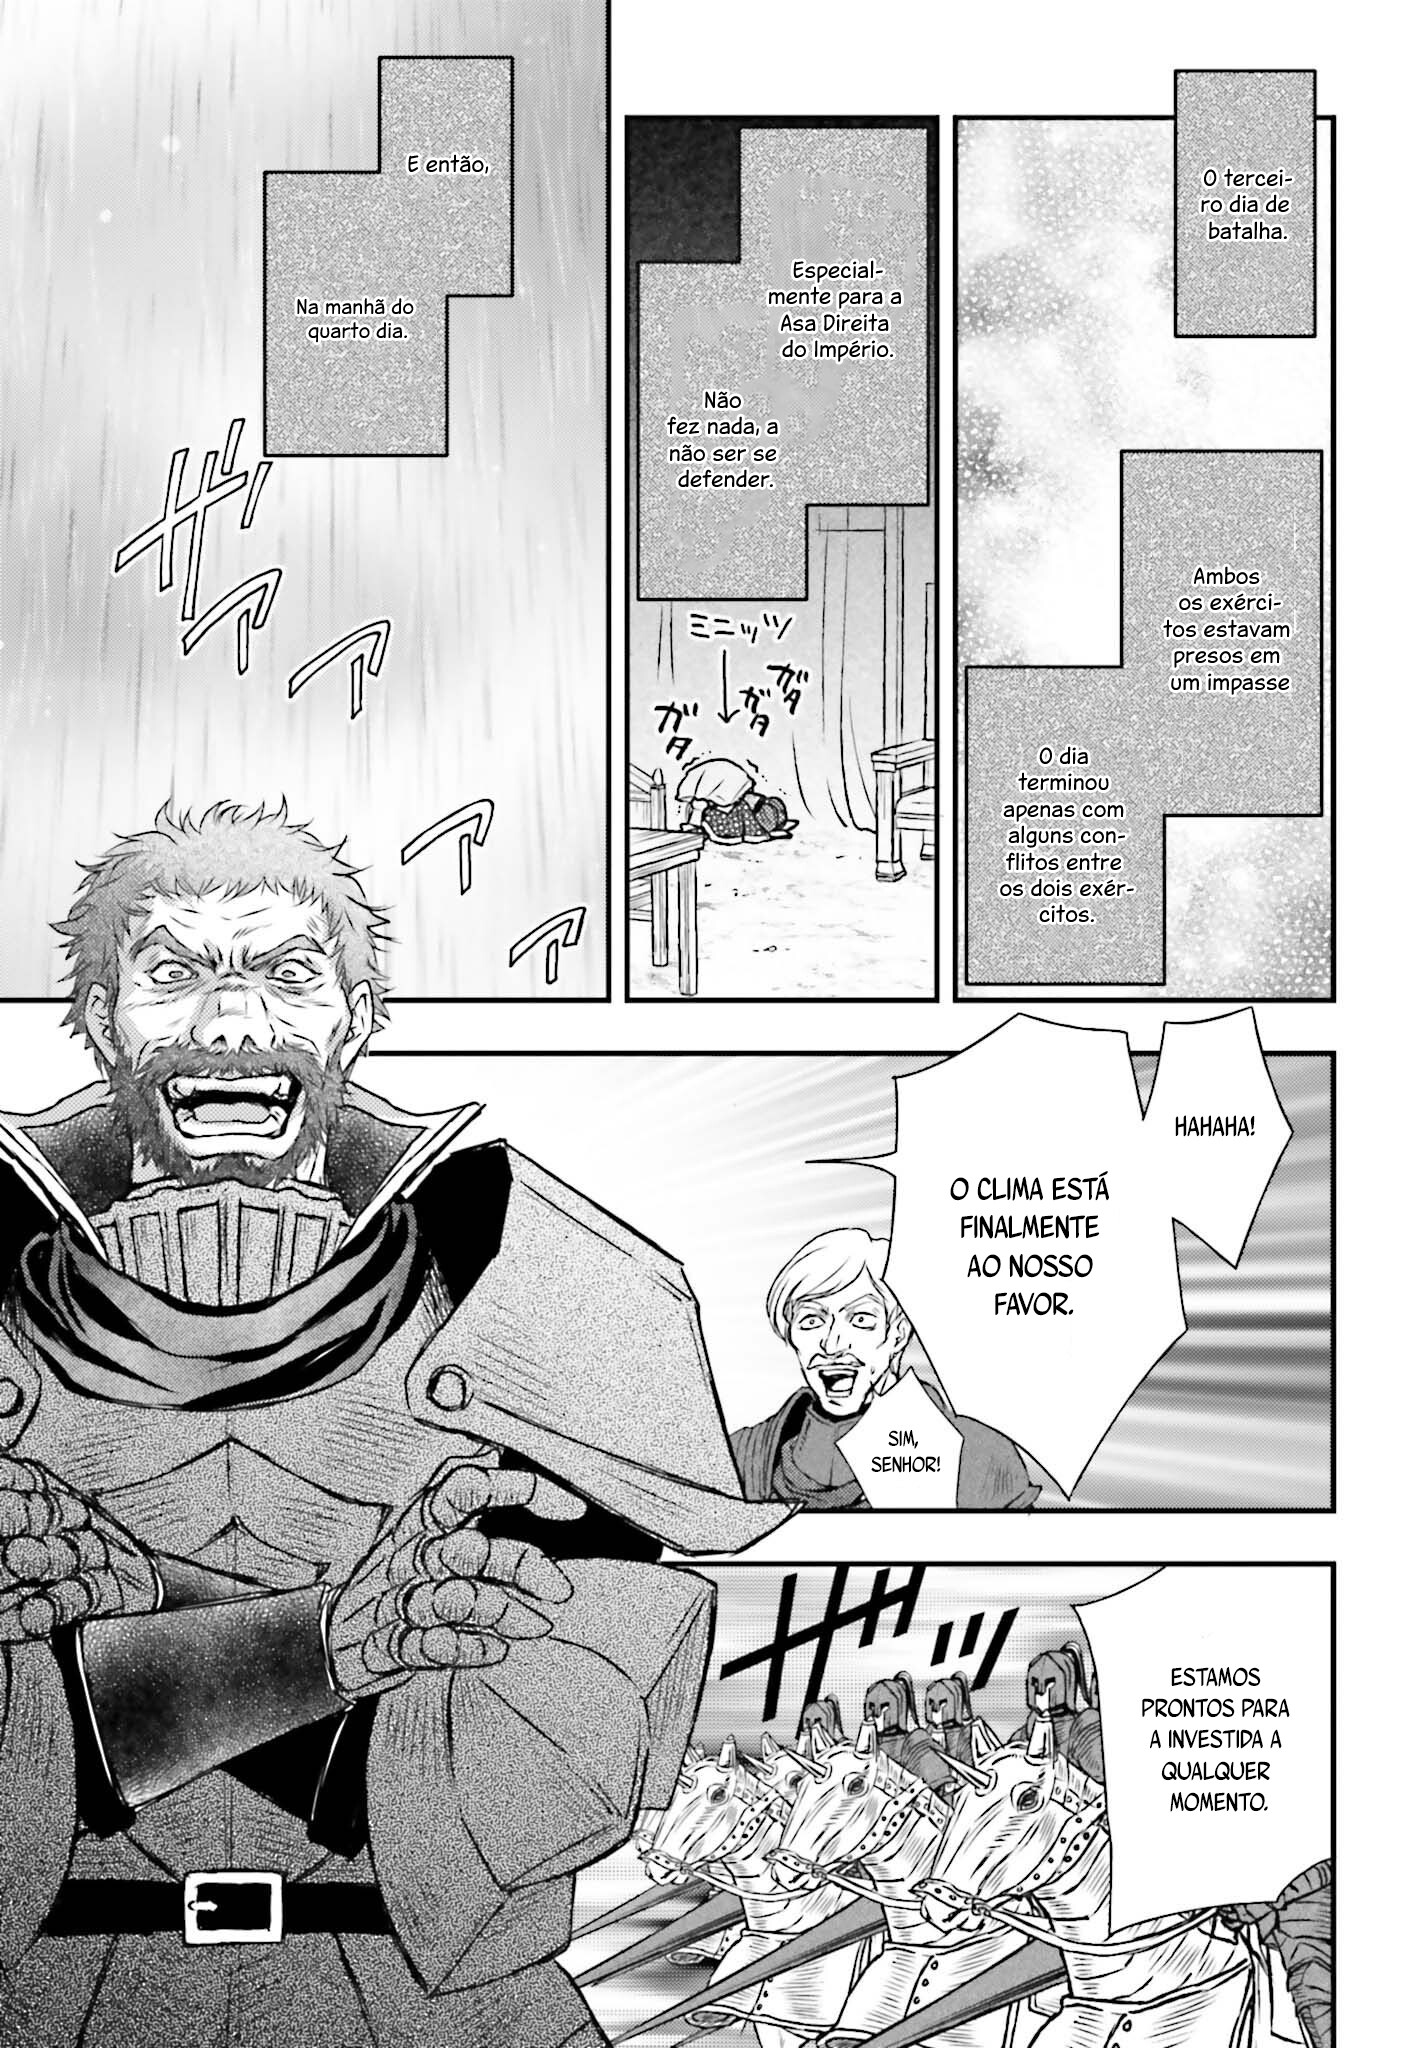 O tercei-
ro dia de
batalha.
Ambos
os exérci-
tos estavam
presos em
um impasse
O dia
terminou
apenas com
alguns con-
flitos entre
os dois exér-
citos.
Especial-
mente para a
Asa Direita
do Império.
Não
fez nada, a
não ser se
defender.
ミニッツ
ガタ
ガタ
ガタ
E então,
Na manhã do
quarto dia.
ザァァァァ
HAHAHA!
O CLIMA ESTÁ
FINALMENTE
AO NOSSO
FAVOR.
SIM,
SENHOR!
ESTAMOS
PRONTOS PARA
A INVESTIDA A
QUALQUER
MOMENTO.
ザッ